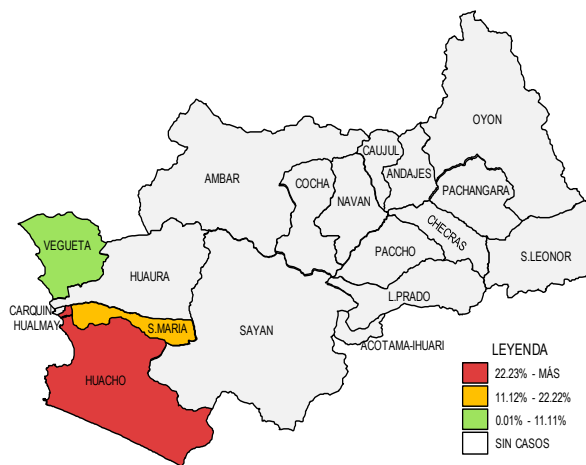 OYON
CAUJUL
ANDAJES
AMBAR
COCHA
NAVAN
PACHANGARA
CHECRAS
VEGUETA
PACCHO
S.LEONOR
HUAURA
L.PRADO
CARQUIN
HUALMAY
S.MARIA
SAYAN
ACOTAMA-IHUARI
HUACHO
LEYENDA
22.23% - MÁS
11.12% - 22.22%
0.01% - 11.11%
SIN CASOS